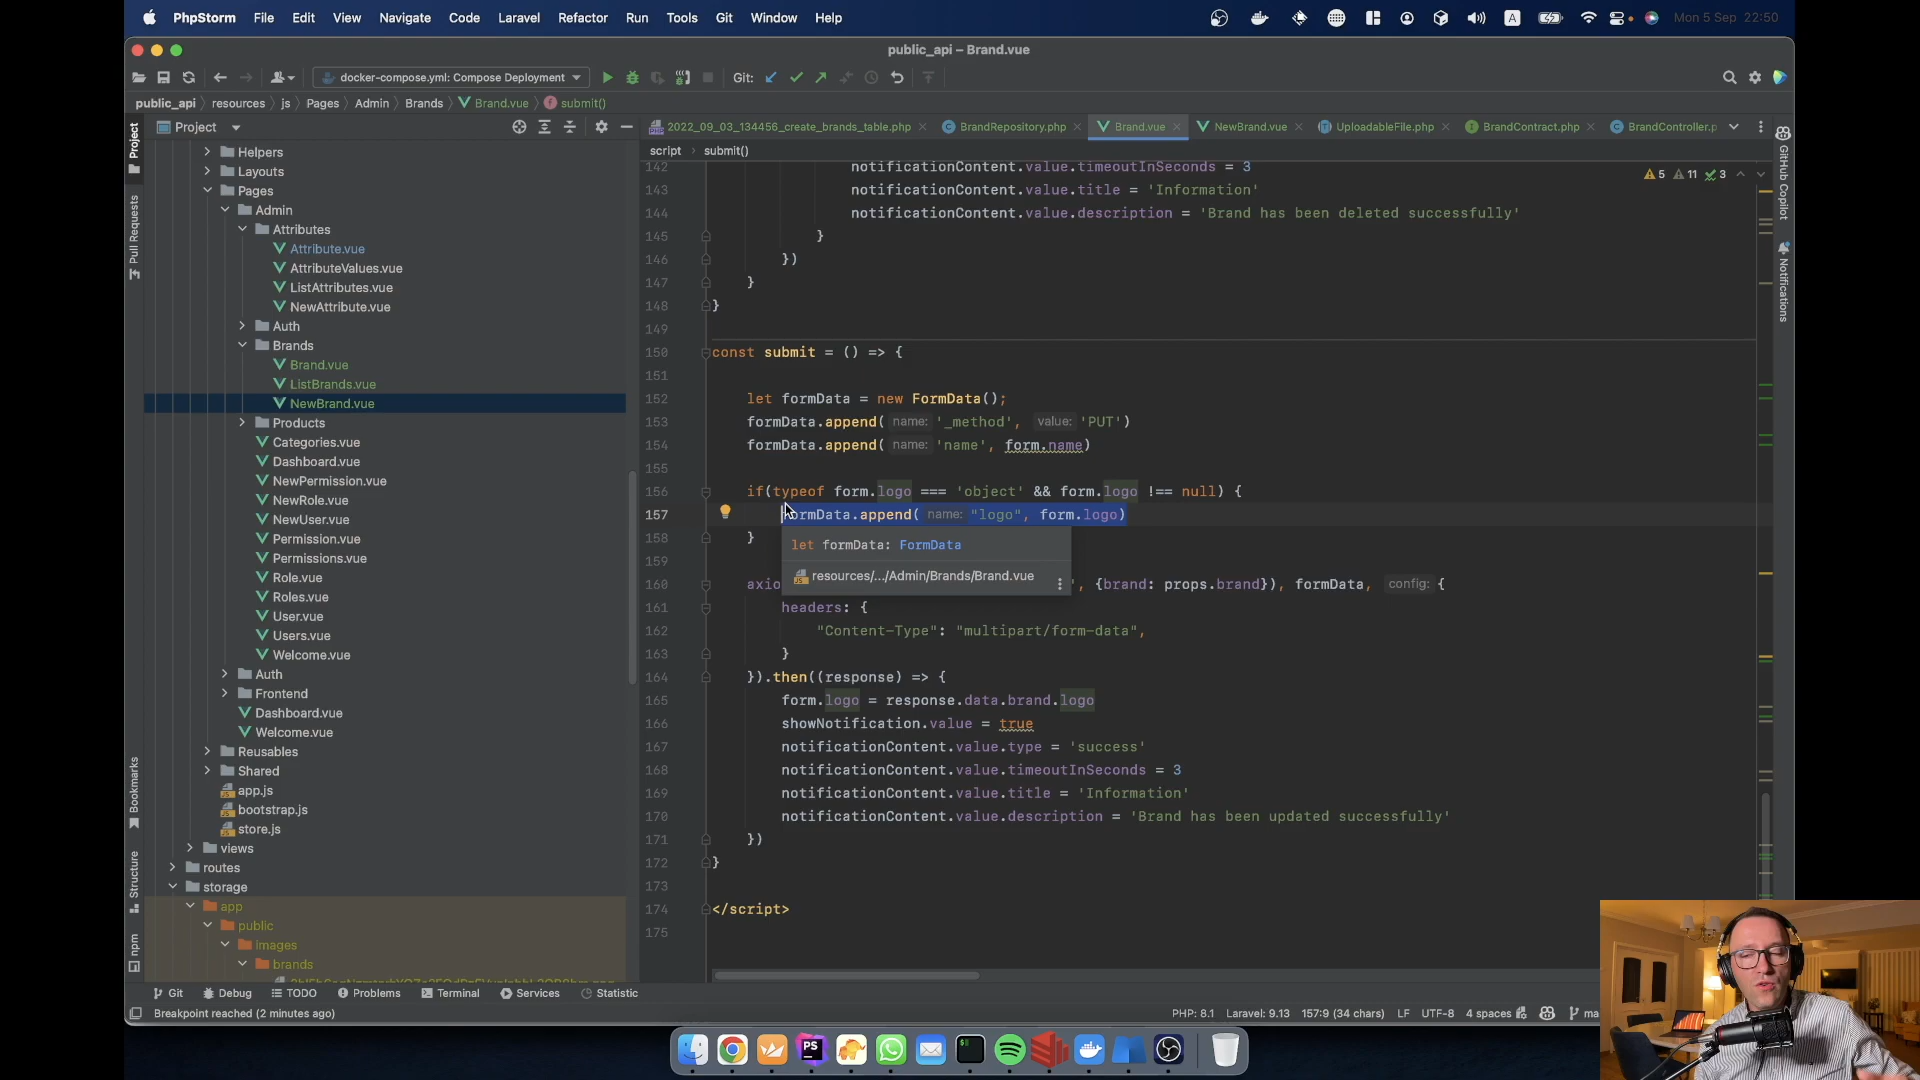 PhpStorm File Edit View Navigate Code Laravel Refactor Run Tools Git Window Help A Mon 5 Sep 22:50
public_api – Brand.vue
docker-compose.yml: Compose Deployment Git:
public_api resources js Pages Admin Brands Brand.vue submit()
Project
2022_09_03_134456_create_brands_table.php BrandRepository.php Brand.vue NewBrand.vue UploadableFile.php BrandContract.php BrandController.p
script submit()
Project
Pull Requests
Bookmarks
Structure
npm
Helpers
Layouts
Pages
Admin
Attributes
Attribute.vue
AttributeValues.vue
ListAttributes.vue
NewAttribute.vue
Auth
Brands
Brand.vue
ListBrands.vue
NewBrand.vue
Products
Categories.vue
Dashboard.vue
NewPermission.vue
NewRole.vue
NewUser.vue
Permission.vue
Permissions.vue
Role.vue
Roles.vue
User.vue
Users.vue
Welcome.vue
Auth
Frontend
Dashboard.vue
Welcome.vue
Reusables
Shared
app.js
bootstrap.js
store.js
views
routes
storage
app
public
images
brands
5 11 3
142 notificationContent.value.timeoutInSeconds = 3
143 notificationContent.value.title = 'Information'
144 notificationContent.value.description = 'Brand has been deleted successfully'
145 }
146 })
147 }
148 }
149
150 const submit = () => {
151
152 let formData = new FormData();
153 formData.append( name: '_method', value: 'PUT')
154 formData.append( name: 'name', form.name)
155
156 if(typeof form.logo === 'object' && form.logo !== null) {
157 formData.append( name: "logo", form.logo)
158 }
let formData: FormData
resources/.../Admin/Brands/Brand.vue
159
160 axio ", {brand: props.brand}), formData, config: {
161 headers: {
162 "Content-Type": "multipart/form-data",
163 }
164 }).then((response) => {
165 form.logo = response.data.brand.logo
166 showNotification.value = true
167 notificationContent.value.type = 'success'
168 notificationContent.value.timeoutInSeconds = 3
169 notificationContent.value.title = 'Information'
170 notificationContent.value.description = 'Brand has been updated successfully'
171 })
172 }
173
174 </script>
175
GitHub Copilot
Notifications
Git Debug TODO Problems Terminal Services Statistic
Breakpoint reached (2 minutes ago) PHP: 8.1 Laravel: 9.13 157:9 (34 chars) LF UTF-8 4 spaces ma
PS